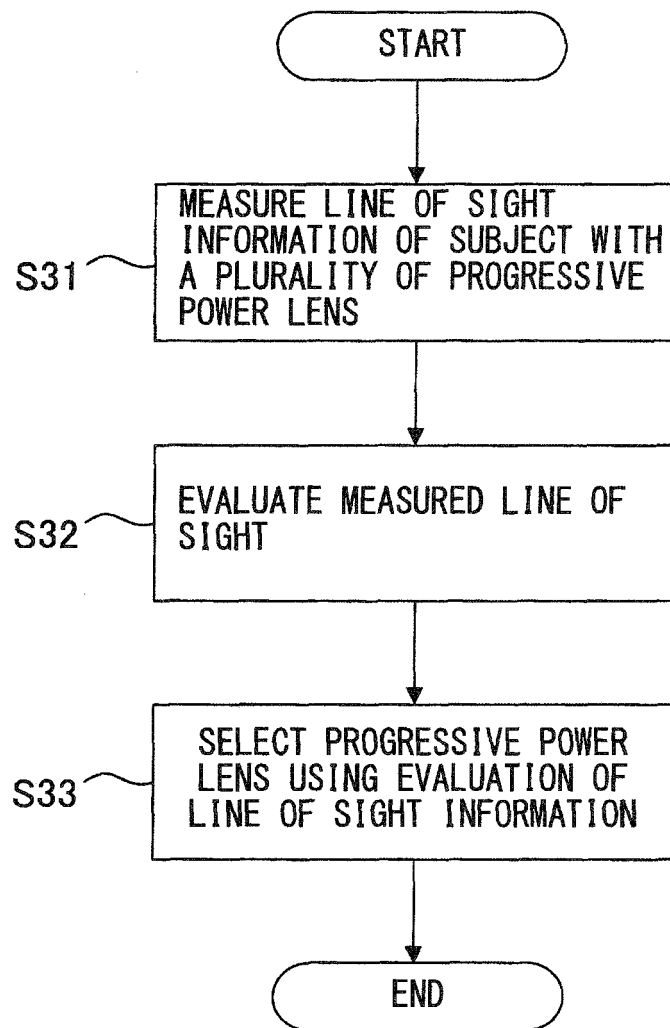 START
MEASURE LINE OF SIGHT
INFORMATION OF SUBJECT WITH
A PLURALITY OF PROGRESSIVE
POWER LENS
S31
EVALUATE MEASURED LINE OF
SIGHT
S32
SELECT PROGRESSIVE POWER
LENS USING EVALUATION OF
LINE OF SIGHT INFORMATION
S33
END